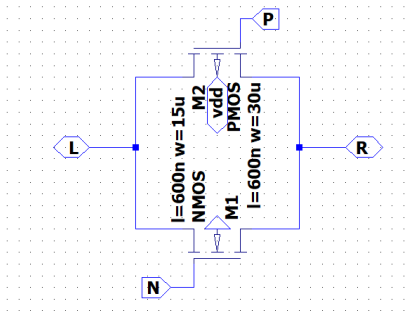 P
M2
vdd
PMOS
l=600n w=15u
l=600n w=30u
L
R
NMOS
M1
N